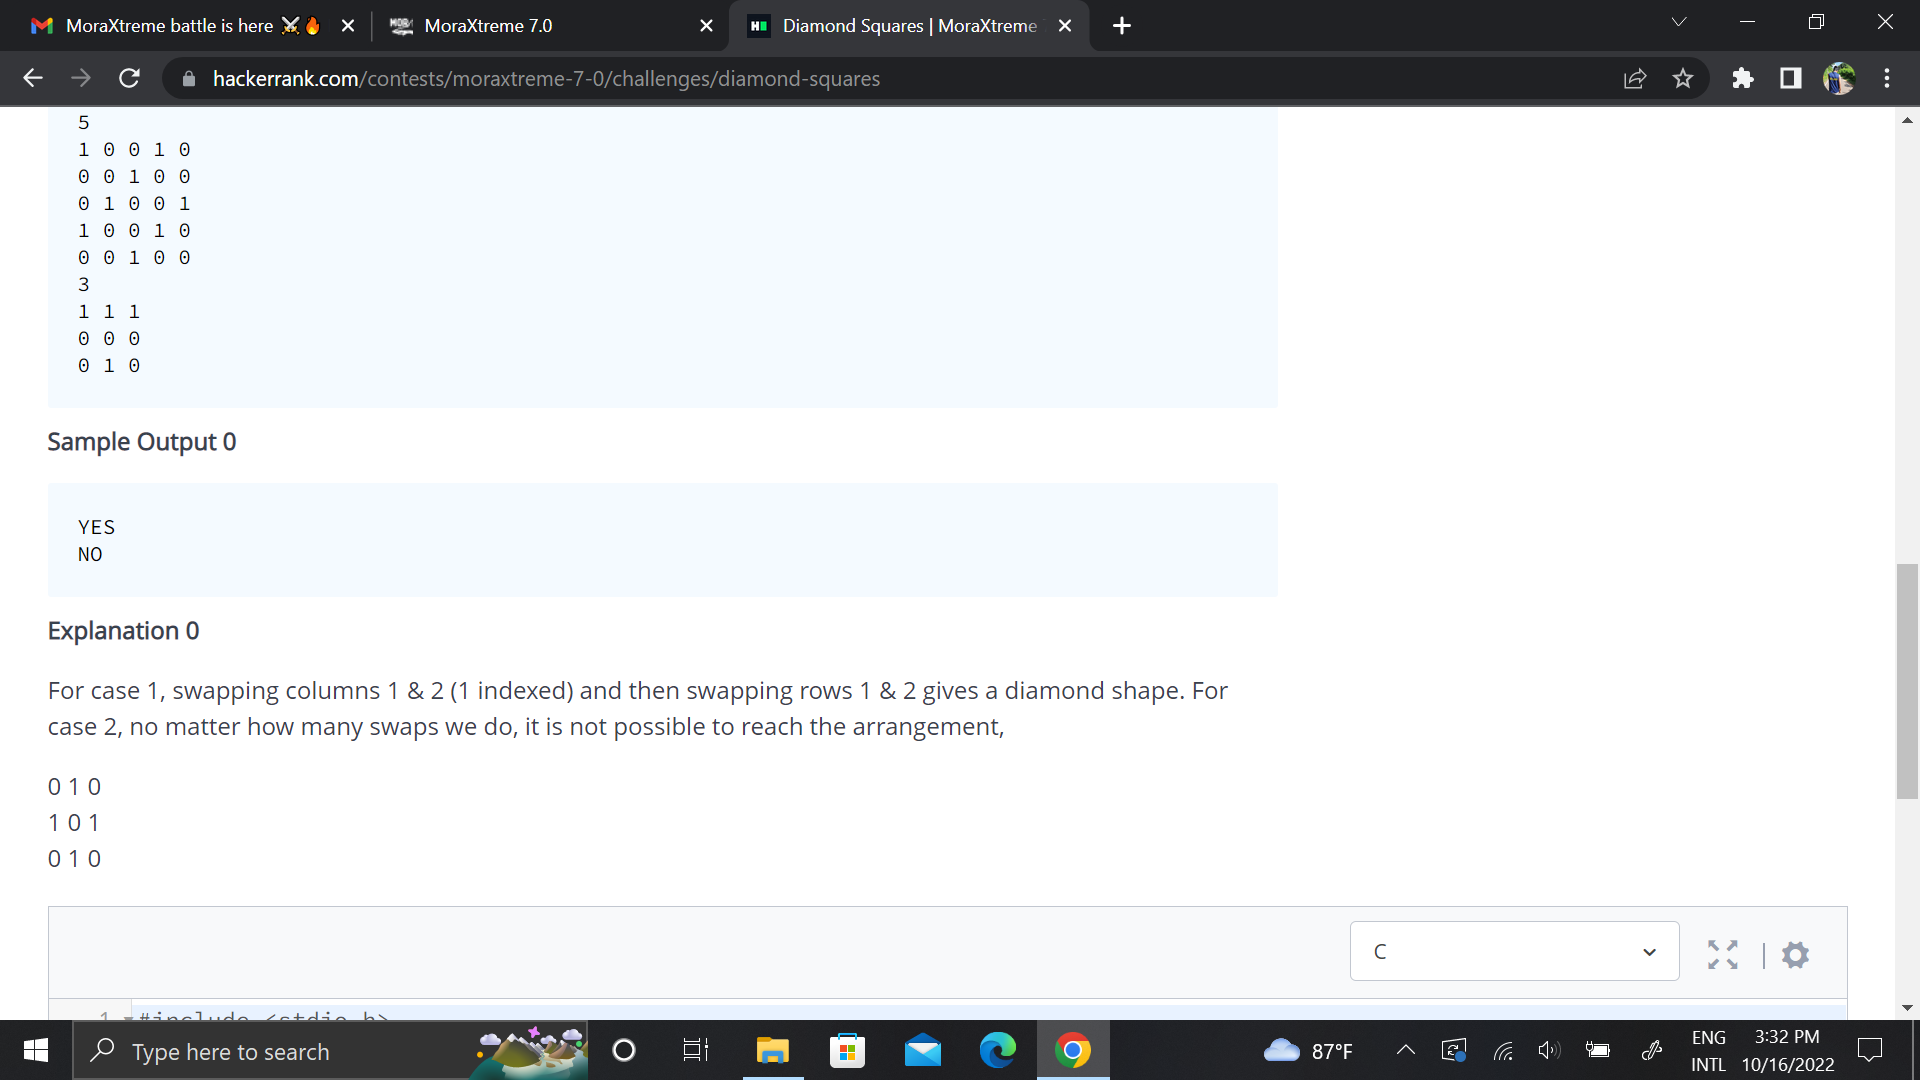 MoraXtreme battle is here ⚔️🔥
MoraXtreme 7.0
Diamond Squares | MoraXtreme
hackerrank.com/contests/moraxtreme-7-0/challenges/diamond-squares
5
1 0 0 1 0
0 0 1 0 0
0 1 0 0 1
1 0 0 1 0
0 0 1 0 0
3
1 1 1
0 0 0
0 1 0
Sample Output 0
YES
NO
Explanation 0
For case 1, swapping columns 1 & 2 (1 indexed) and then swapping rows 1 & 2 gives a diamond shape. For
case 2, no matter how many swaps we do, it is not possible to reach the arrangement,
0 1 0
1 0 1
0 1 0
C
1 #include <stdio.h>
Type here to search
87°F
ENG
INTL
3:32 PM
10/16/2022